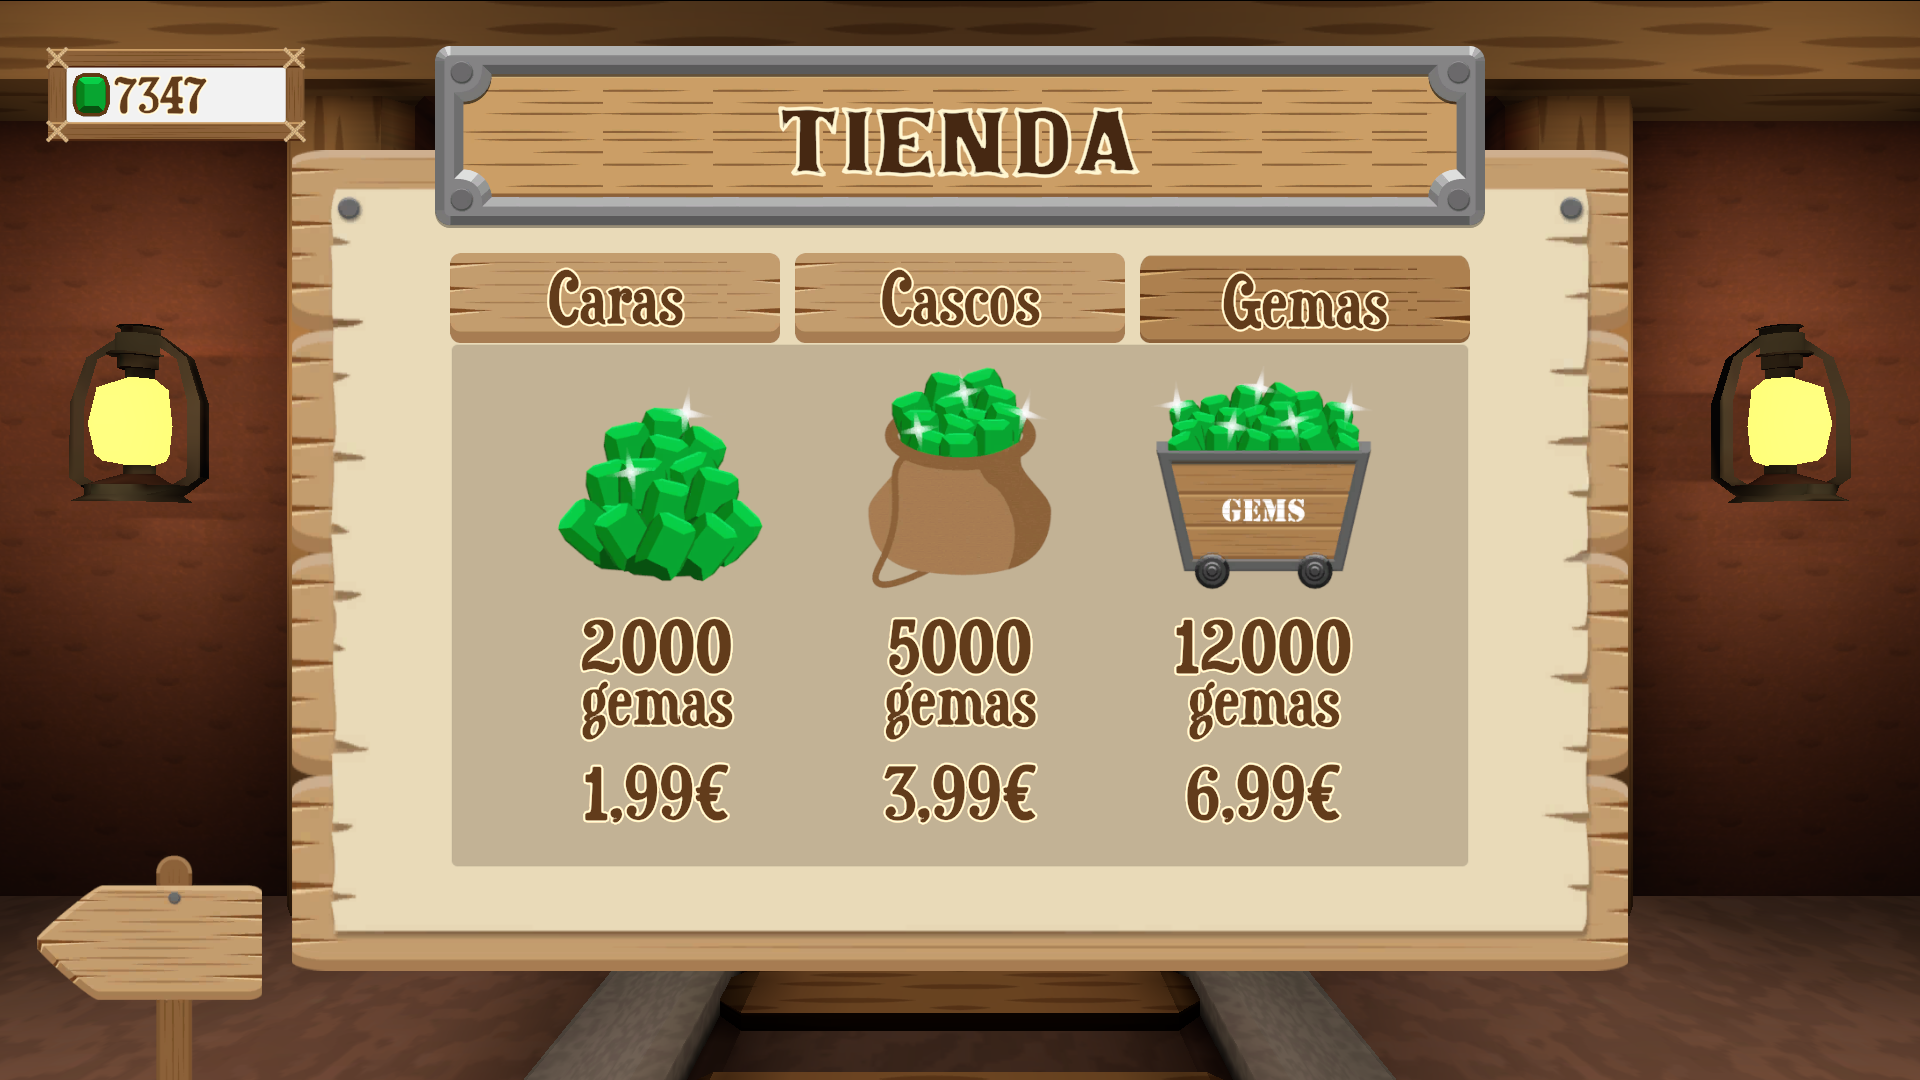 7347
TIENDA
Caras
Cascos
Gemas
GEMS
2000
gemas
1,99€
5000
gemas
3,99€
12000
gemas
6,99€